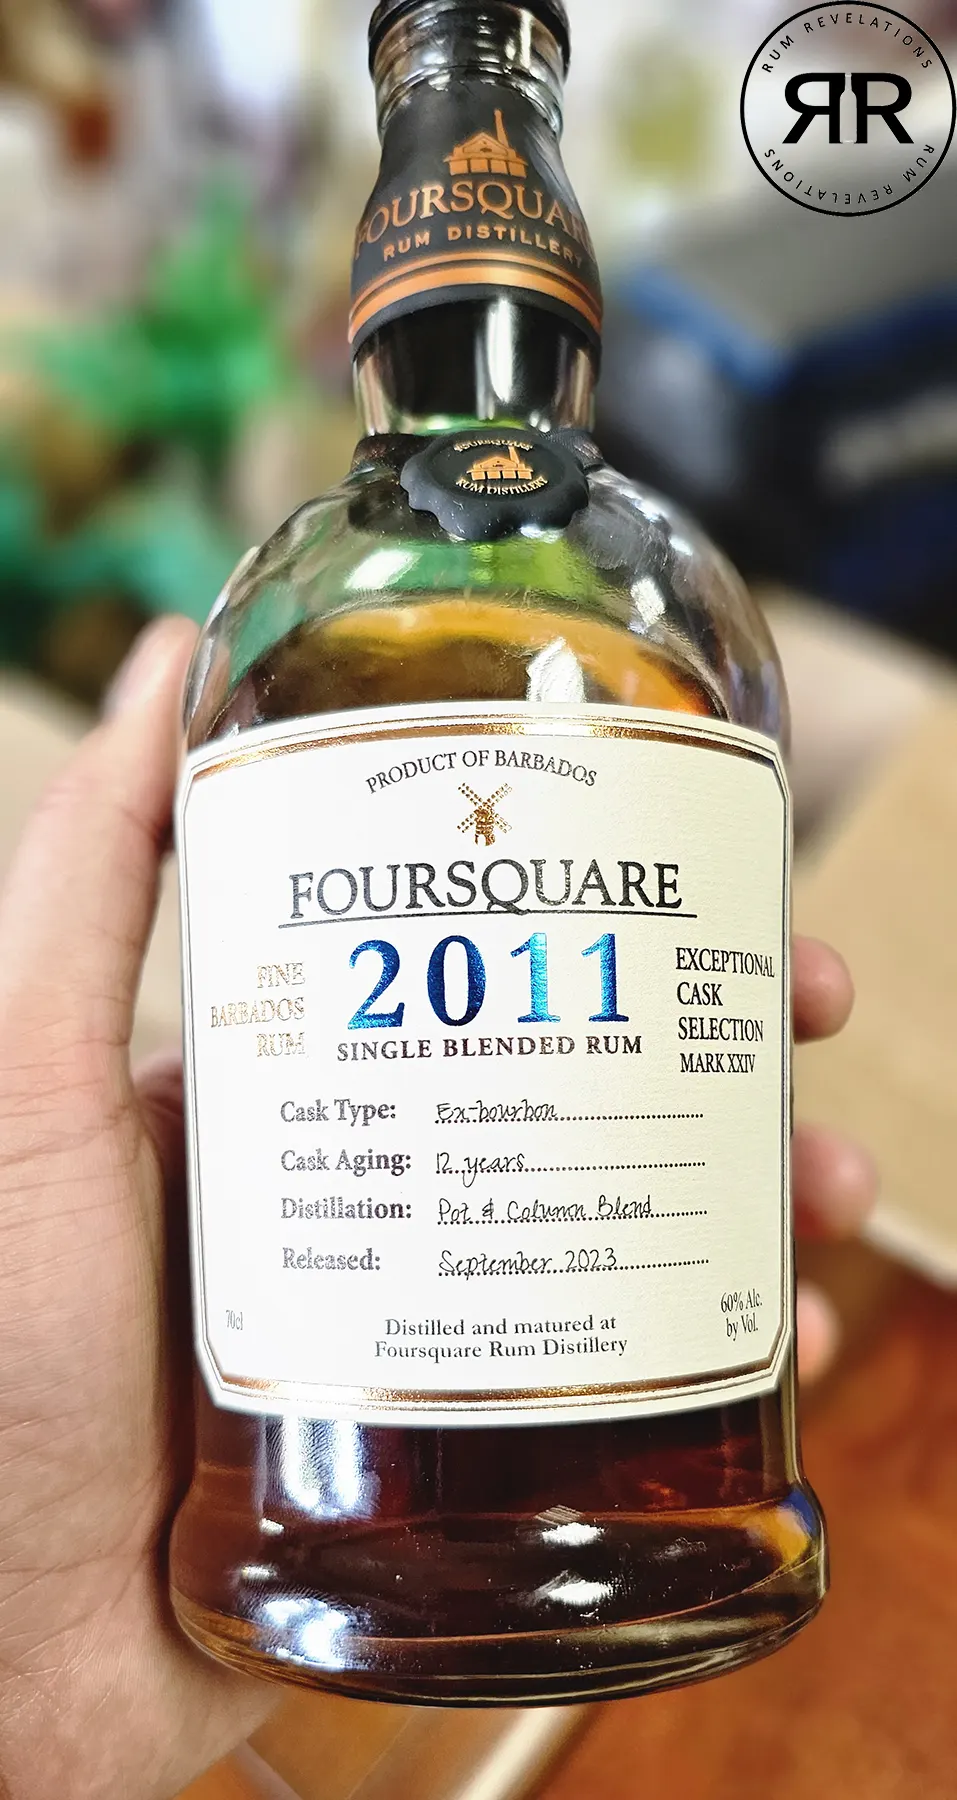 RUM REVELATIONS
RR
RUM REVELATIONS
FOURSQUAR
RUM DISTILLERY
FOURSQUARE
RUM DISTILLERY
PRODUCT OF BARBADOS
FOURSQUARE
2011
SINGLE BLENDED RUM
FINE
BARBADOS
RUM
EXCEPTIONAL
CASK
SELECTION
MARK XXIV
Cask Type: Ex-bourbon
Cask Aging: 12 years
Distillation: Pot & Column Blend
Released: September 2023
70cl
60% Alc.
by Vol.
Distilled and matured at
Foursquare Rum Distillery